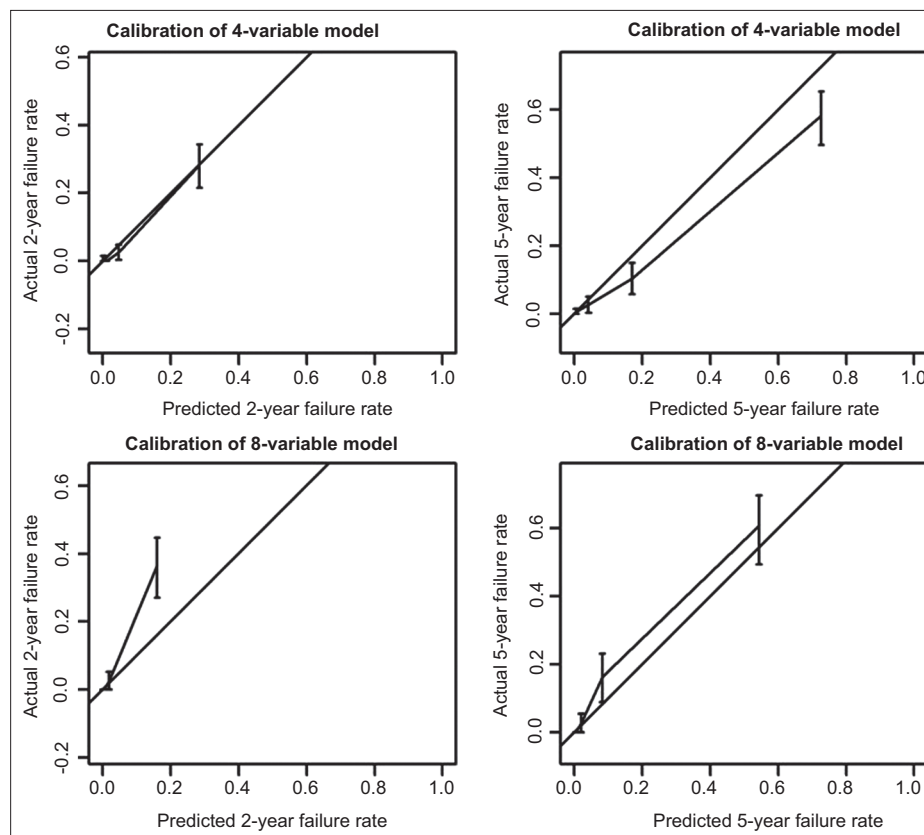 Calibration of 4-variable model
Actual 2-year failure rate
0.6
0.4
0.2
0.0
-0.2
0.0 0.2 0.4 0.6 0.8 1.0
Predicted 2-year failure rate
Calibration of 4-variable model
Actual 5-year failure rate
0.6
0.4
0.2
0.0
0.0 0.2 0.4 0.6 0.8 1.0
Predicted 5-year failure rate
Calibration of 8-variable model
Actual 2-year failure rate
0.6
0.4
0.2
0.0
-0.2
0.0 0.2 0.4 0.6 0.8 1.0
Predicted 2-year failure rate
Calibration of 8-variable model
Actual 5-year failure rate
0.6
0.4
0.2
0.0
0.0 0.2 0.4 0.6 0.8 1.0
Predicted 5-year failure rate